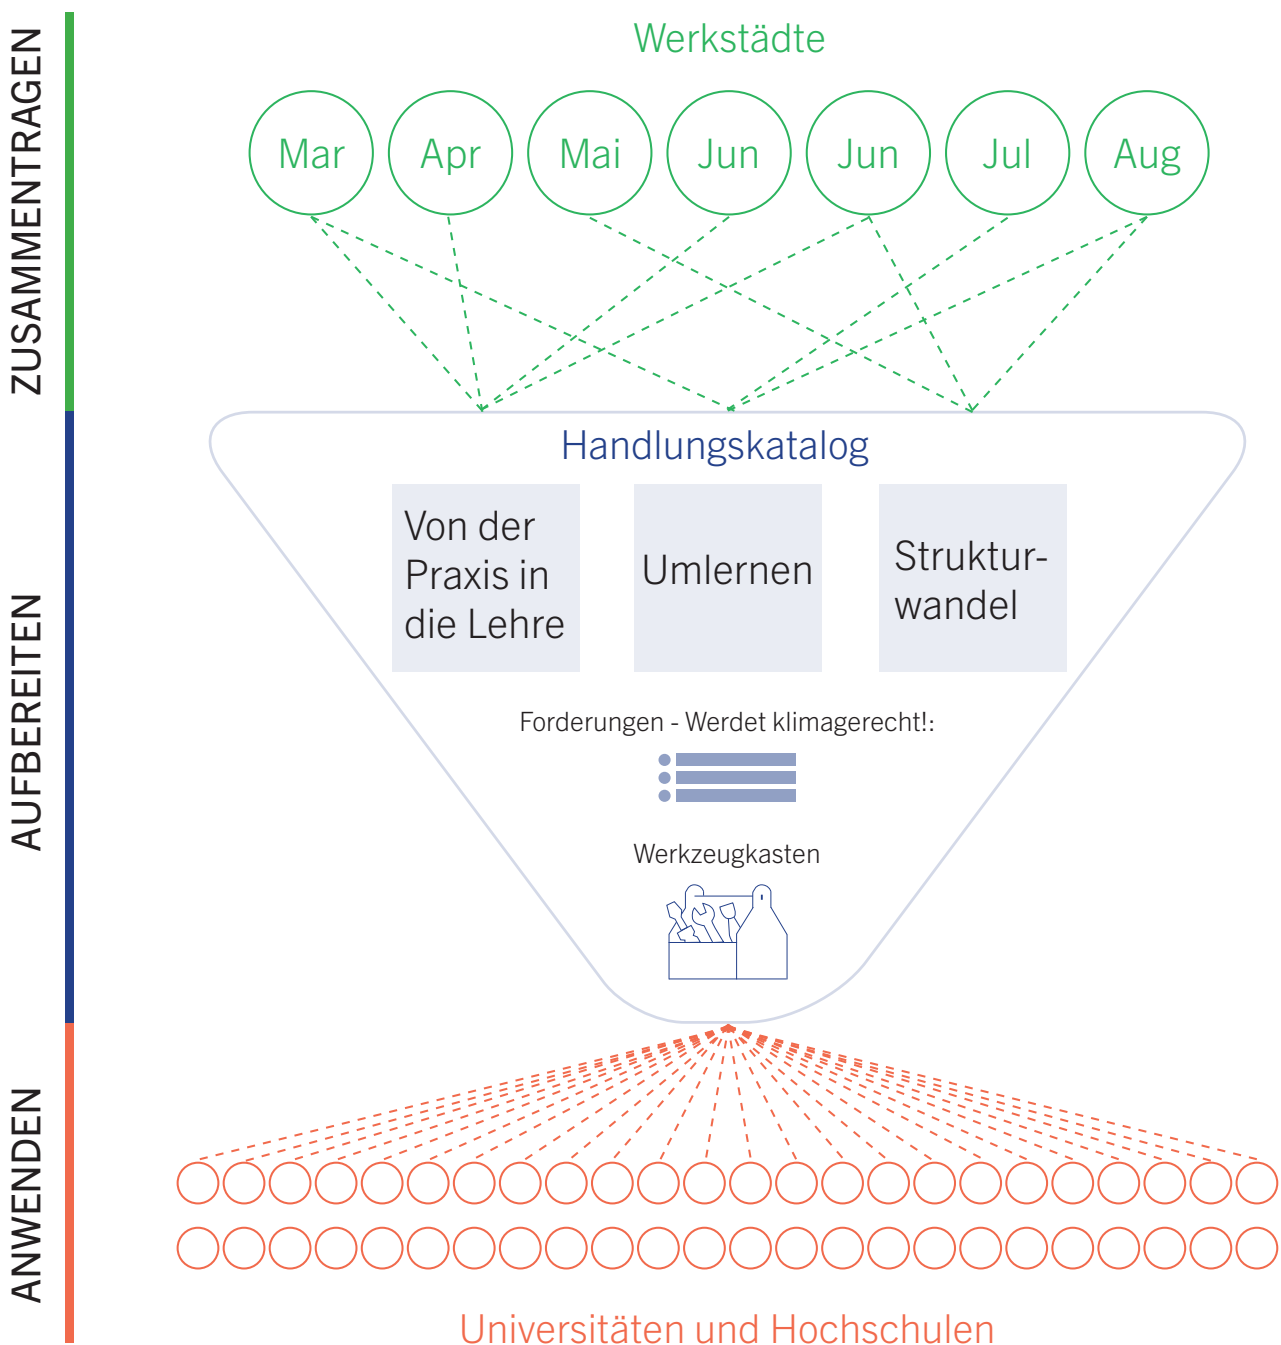 ZUSAMMENTRAGEN
Werkstädte
Mar Apr Mai Jun Jun Jul Aug
AUFBEREITEN
Handlungskatalog
Von der
Praxis in
die Lehre
Umlernen
Struktur-
wandel
Forderungen - Werdet klimagerecht!:
Werkzeugkasten
ANWENDEN
Universitäten und Hochschulen